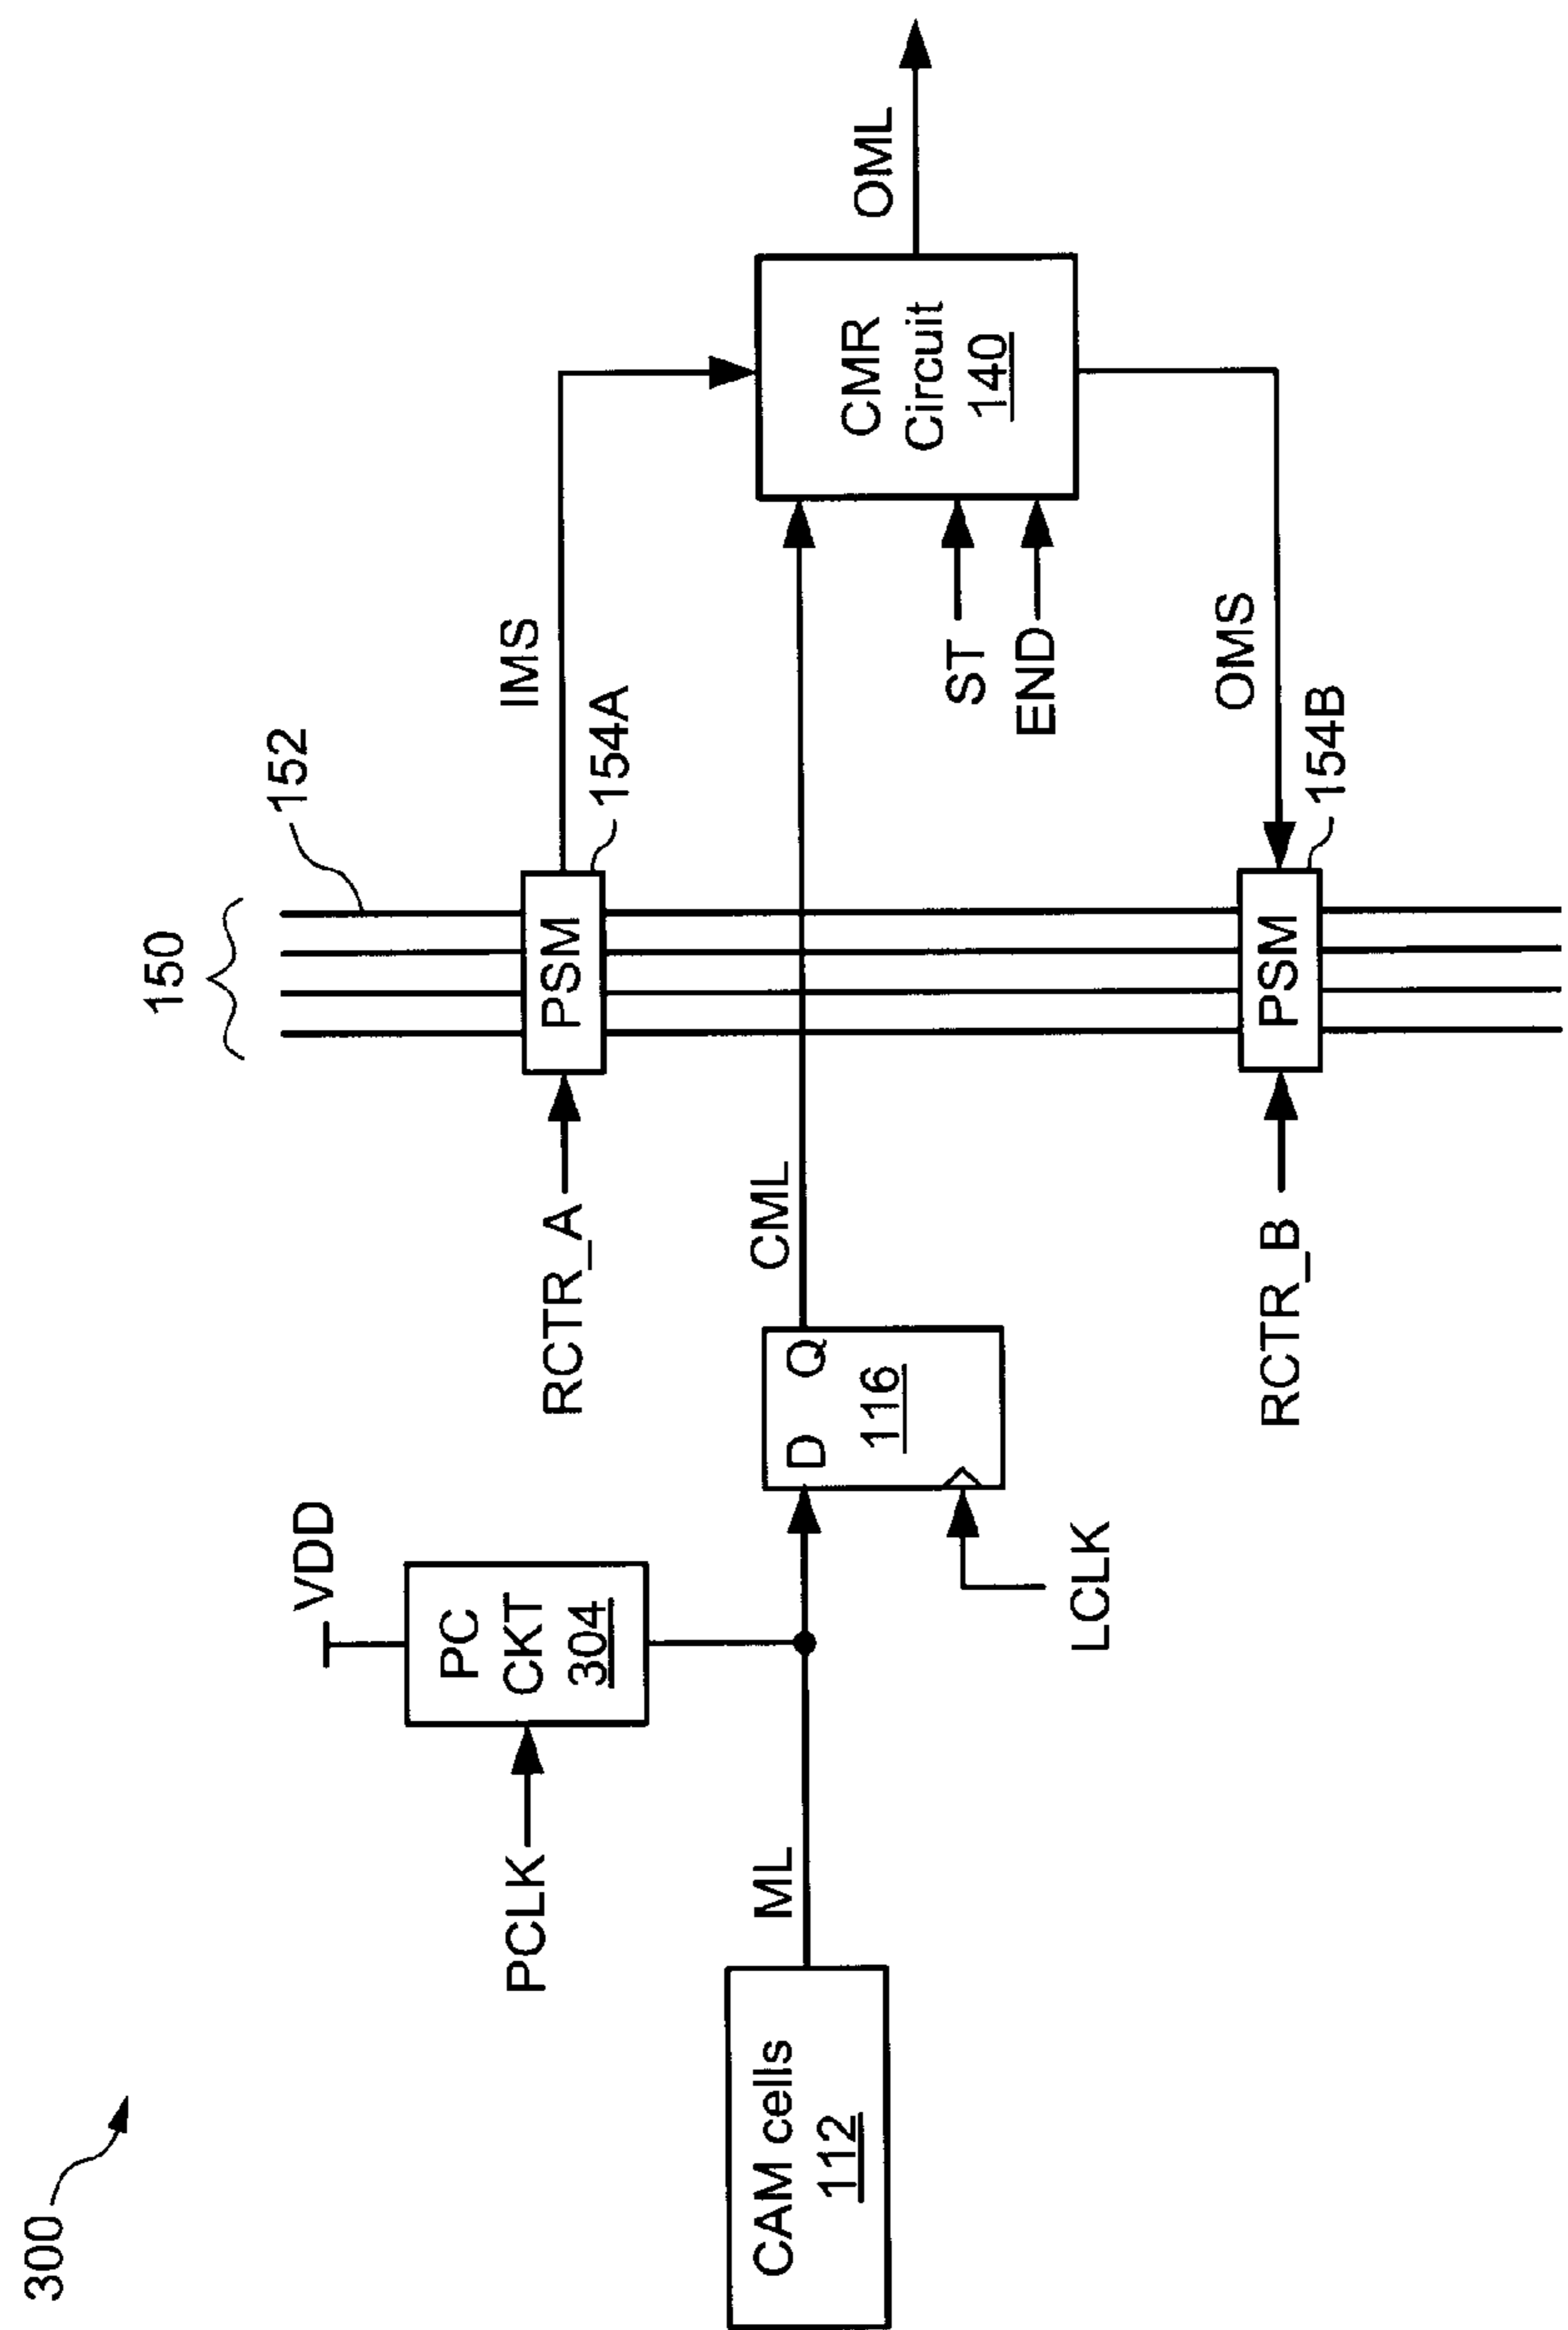 300
150
152
VDD
PC
CKT
304
PCLK
RCTR_A
PSM
154A
IMS
CAM cells
112
ML
D Q
116
LCLK
CML
ST
END
CMR
Circuit
140
OML
RCTR_B
PSM
154B
OMS